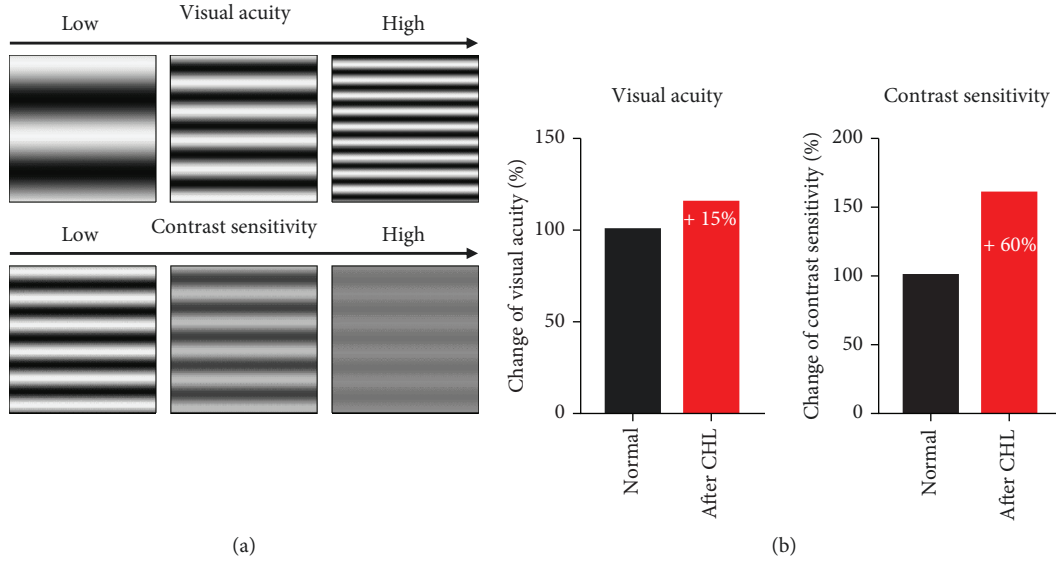 Visual acuity
Low
High
Contrast sensitivity
Low
High
(a)
Visual acuity
Change of visual acuity (%)
150
100
50
0
+ 15%
Normal
After CHL
Contrast sensitivity
Change of contrast sensitivity (%)
200
150
100
50
0
+ 60%
Normal
After CHL
(b)